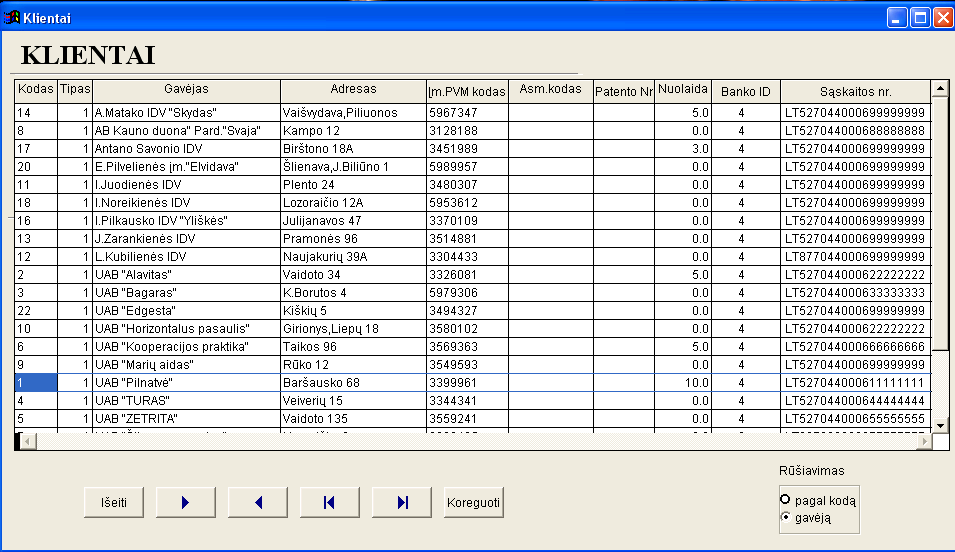 Klientai
KLIENTAI
Kodas Tipas Gavėjas Adresas Įm.PVM kodas Asm.kodas Patento Nr Nuolaida Banko ID Sąskaitos nr.
14 1 A.Matako IDV "Skydas" Vaišvydava,Piliuonos 5967347 5.0 4 LT527044000699999999
8 1 AB Kauno duona" Pard."Svaja" Kampo 12 3128188 0.0 4 LT527044000688888888
17 1 Antano Savonio IDV Birštono 18A 3451989 3.0 4 LT527044000699999999
20 1 E.Pilvelienės įm."Elvidava" Šlienava,J.Biliūno 1 5989957 0.0 4 LT527044000699999999
11 1 I.Juodienės IDV Plento 24 3480307 0.0 4 LT527044000699999999
18 1 I.Noreikienės IDV Lozoraičio 12A 5953612 0.0 4 LT527044000699999999
16 1 I.Pilkausko IDV "Yliškės" Julijanavos 47 3370109 0.0 4 LT527044000699999999
13 1 J.Zarankienės IDV Pramonės 96 3514881 0.0 4 LT527044000699999999
12 1 L.Kubilienės IDV Naujakurių 39A 3304433 0.0 4 LT877044000699999999
2 1 UAB "Alavitas" Vaidoto 34 3326081 5.0 4 LT527044000622222222
3 1 UAB "Bagaras" K.Borutos 4 5979306 0.0 4 LT527044000633333333
22 1 UAB "Edgesta" Kiškių 5 3494327 0.0 4 LT527044000699999999
10 1 UAB "Horizontalus pasaulis" Girionys,Liepų 18 3580102 0.0 4 LT527044000622222222
6 1 UAB "Kooperacijos praktika" Taikos 96 3569363 5.0 4 LT527044000666666666
9 1 UAB "Marių aidas" Rūko 12 3549593 0.0 4 LT527044000699999999
1 1 UAB "Pilnatvė" Baršausko 68 3399961 10.0 4 LT527044000611111111
4 1 UAB "TURAS" Veiverių 15 3344341 0.0 4 LT527044000644444444
5 1 UAB "ZETRITA" Vaidoto 135 3559241 0.0 4 LT527044000655555555
Rūšiavimas
Išeiti Koreguoti
pagal kodą
gavėją